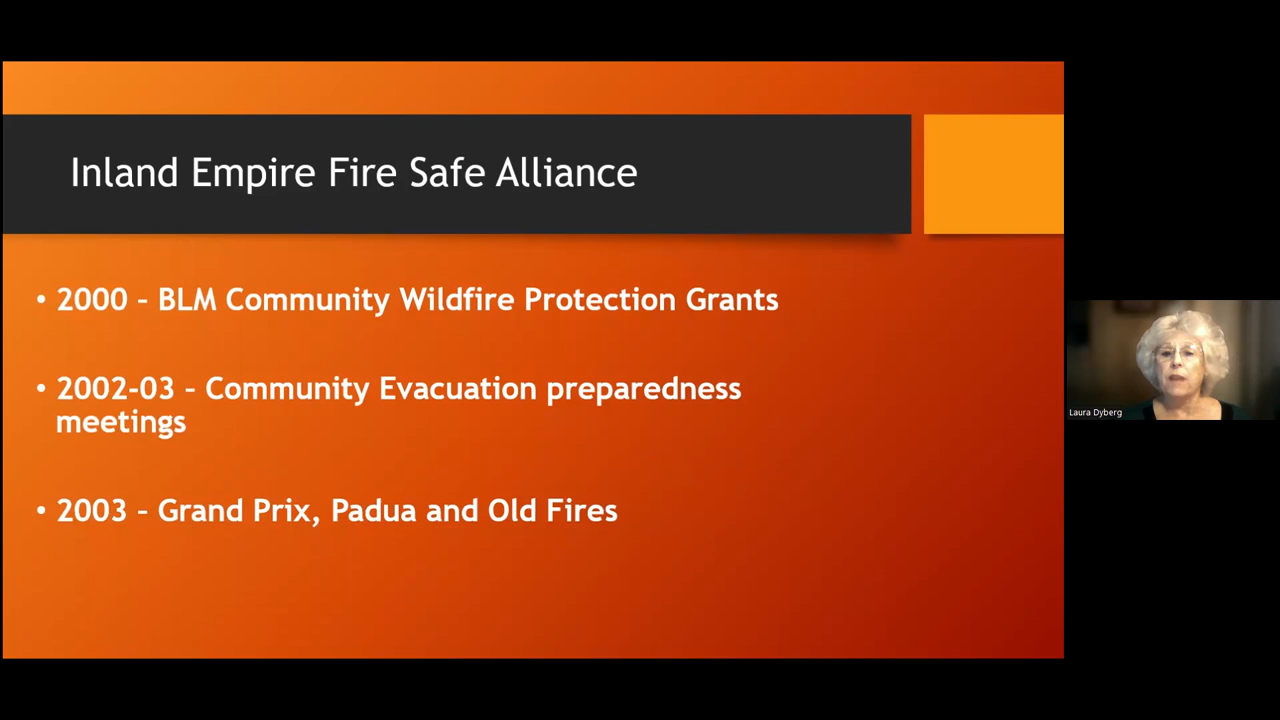 Inland Empire Fire Safe Alliance
• 2000 – BLM Community Wildfire Protection Grants
• 2002-03 – Community Evacuation preparedness
meetings
• 2003 – Grand Prix, Padua and Old Fires
Laura Dyberg